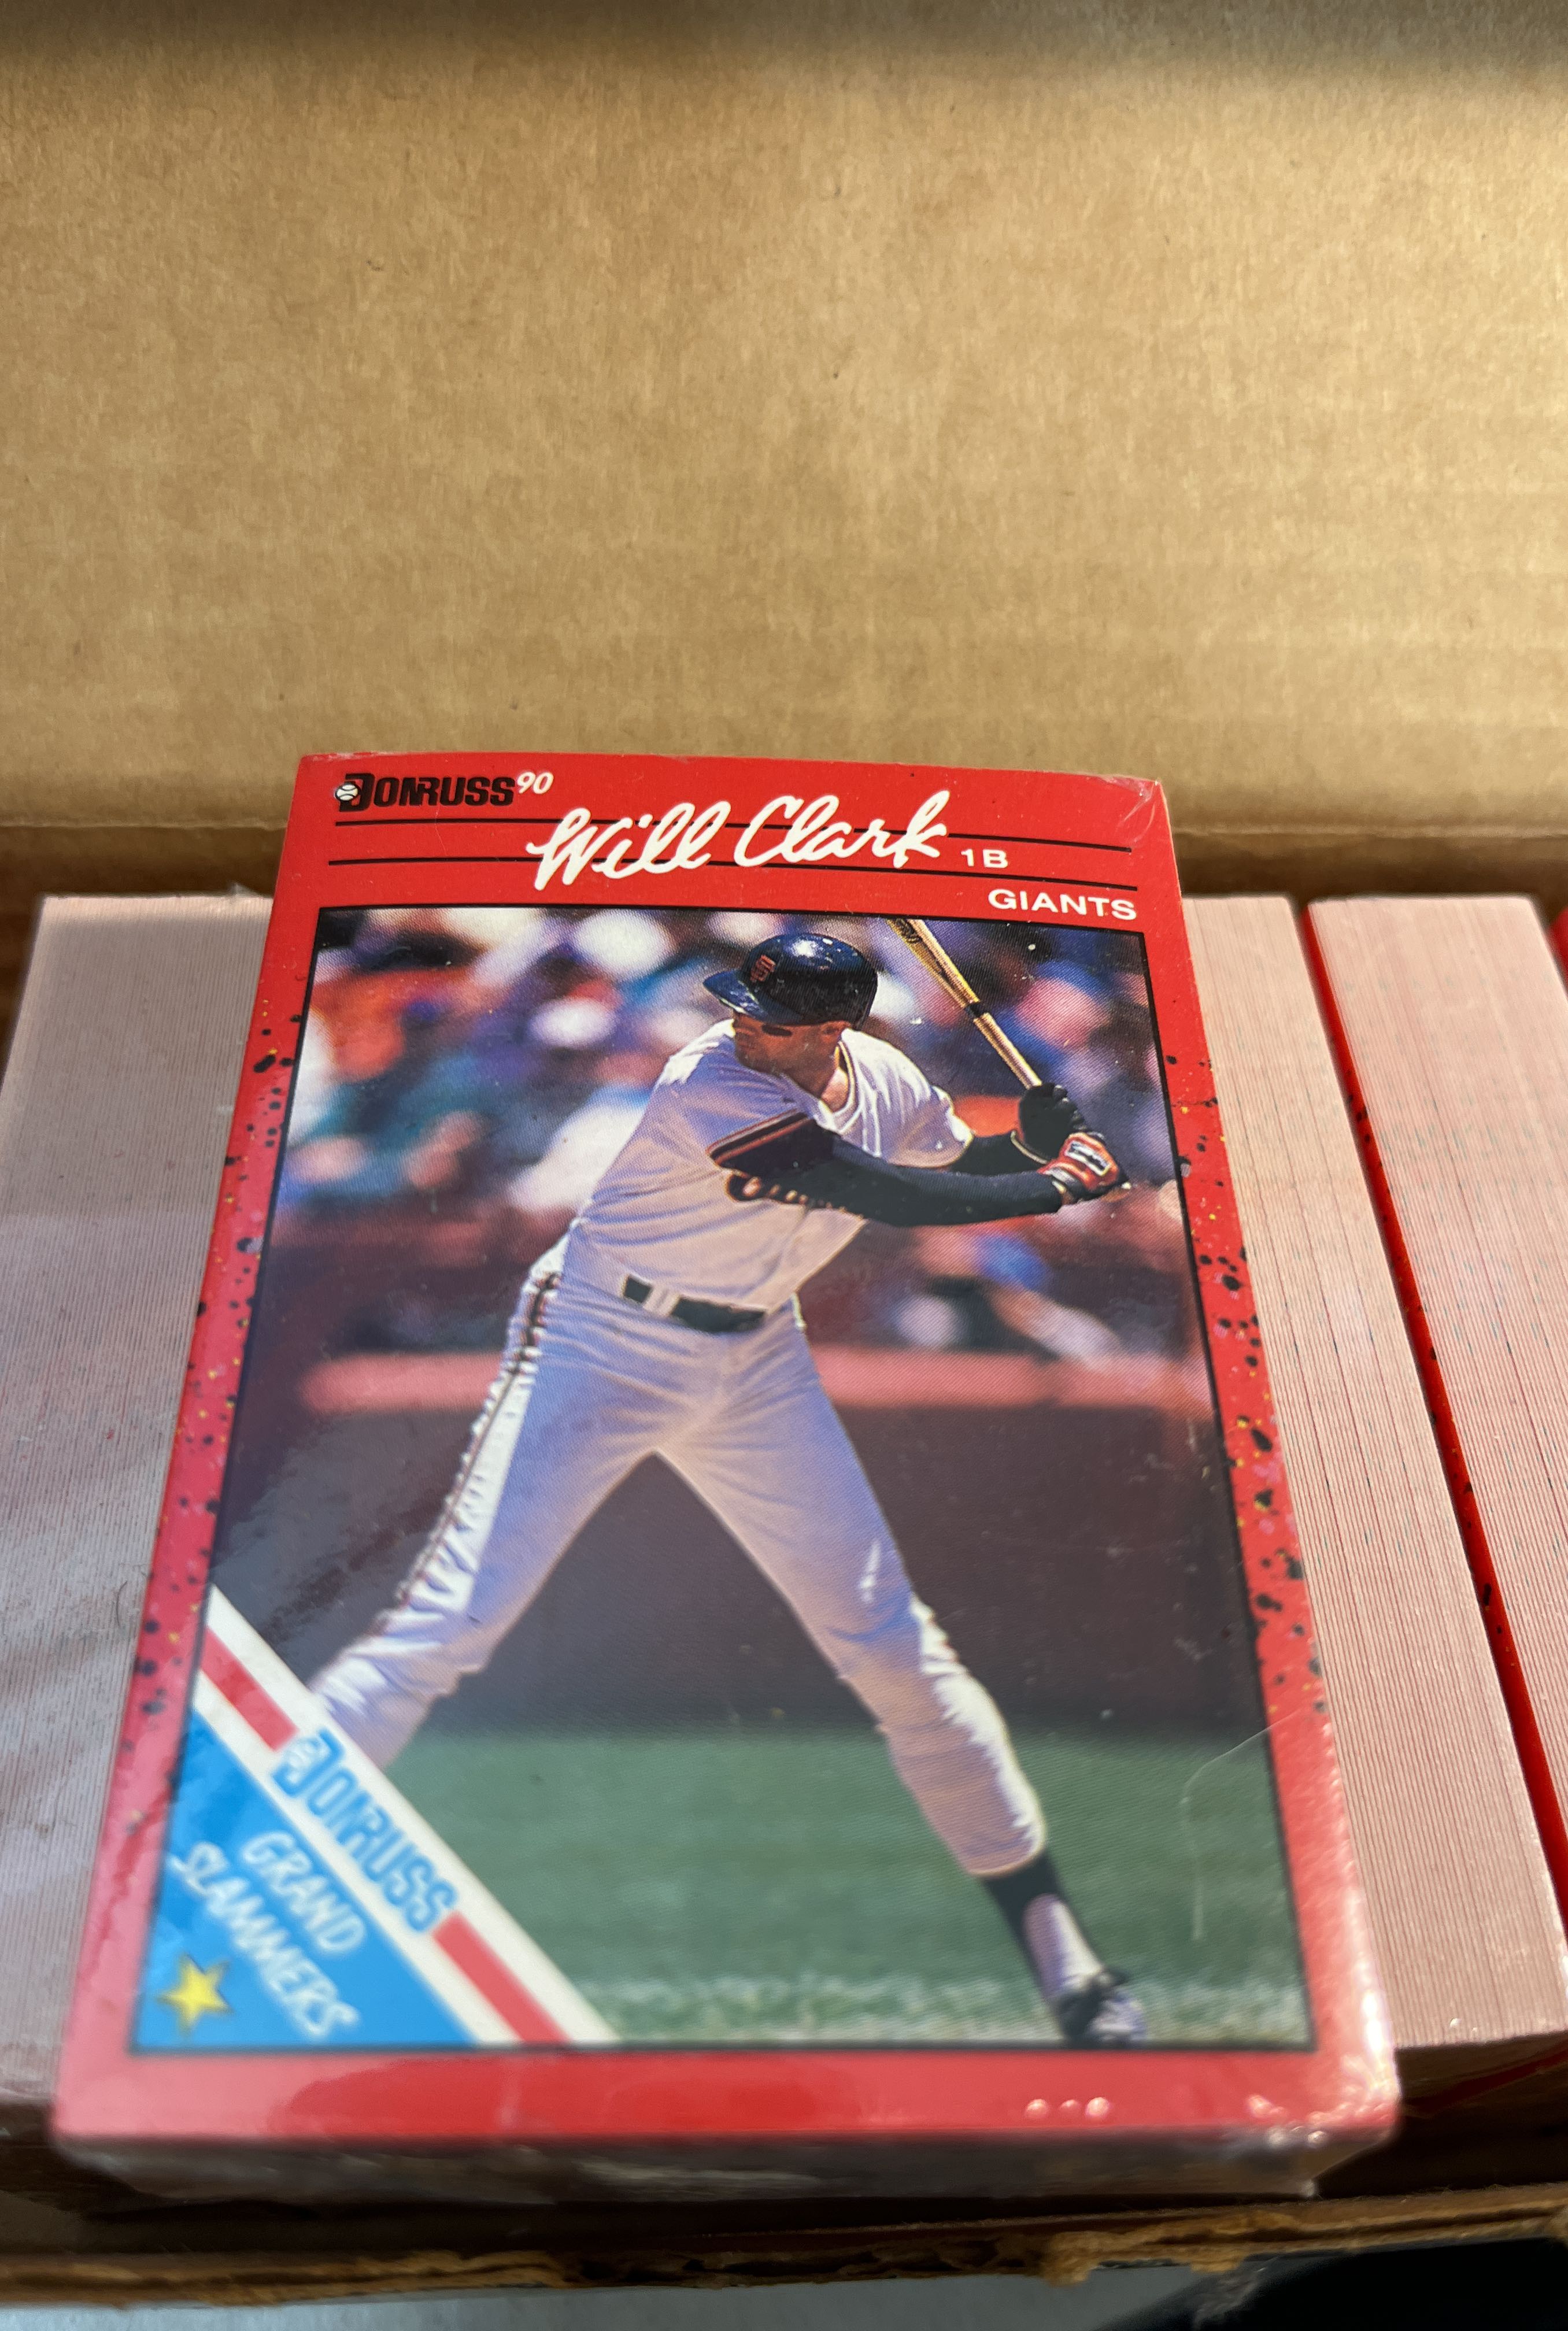 DONRUSS 90
Will Clark 1B
GIANTS
DONRUSS
GRAND
SLAMMERS